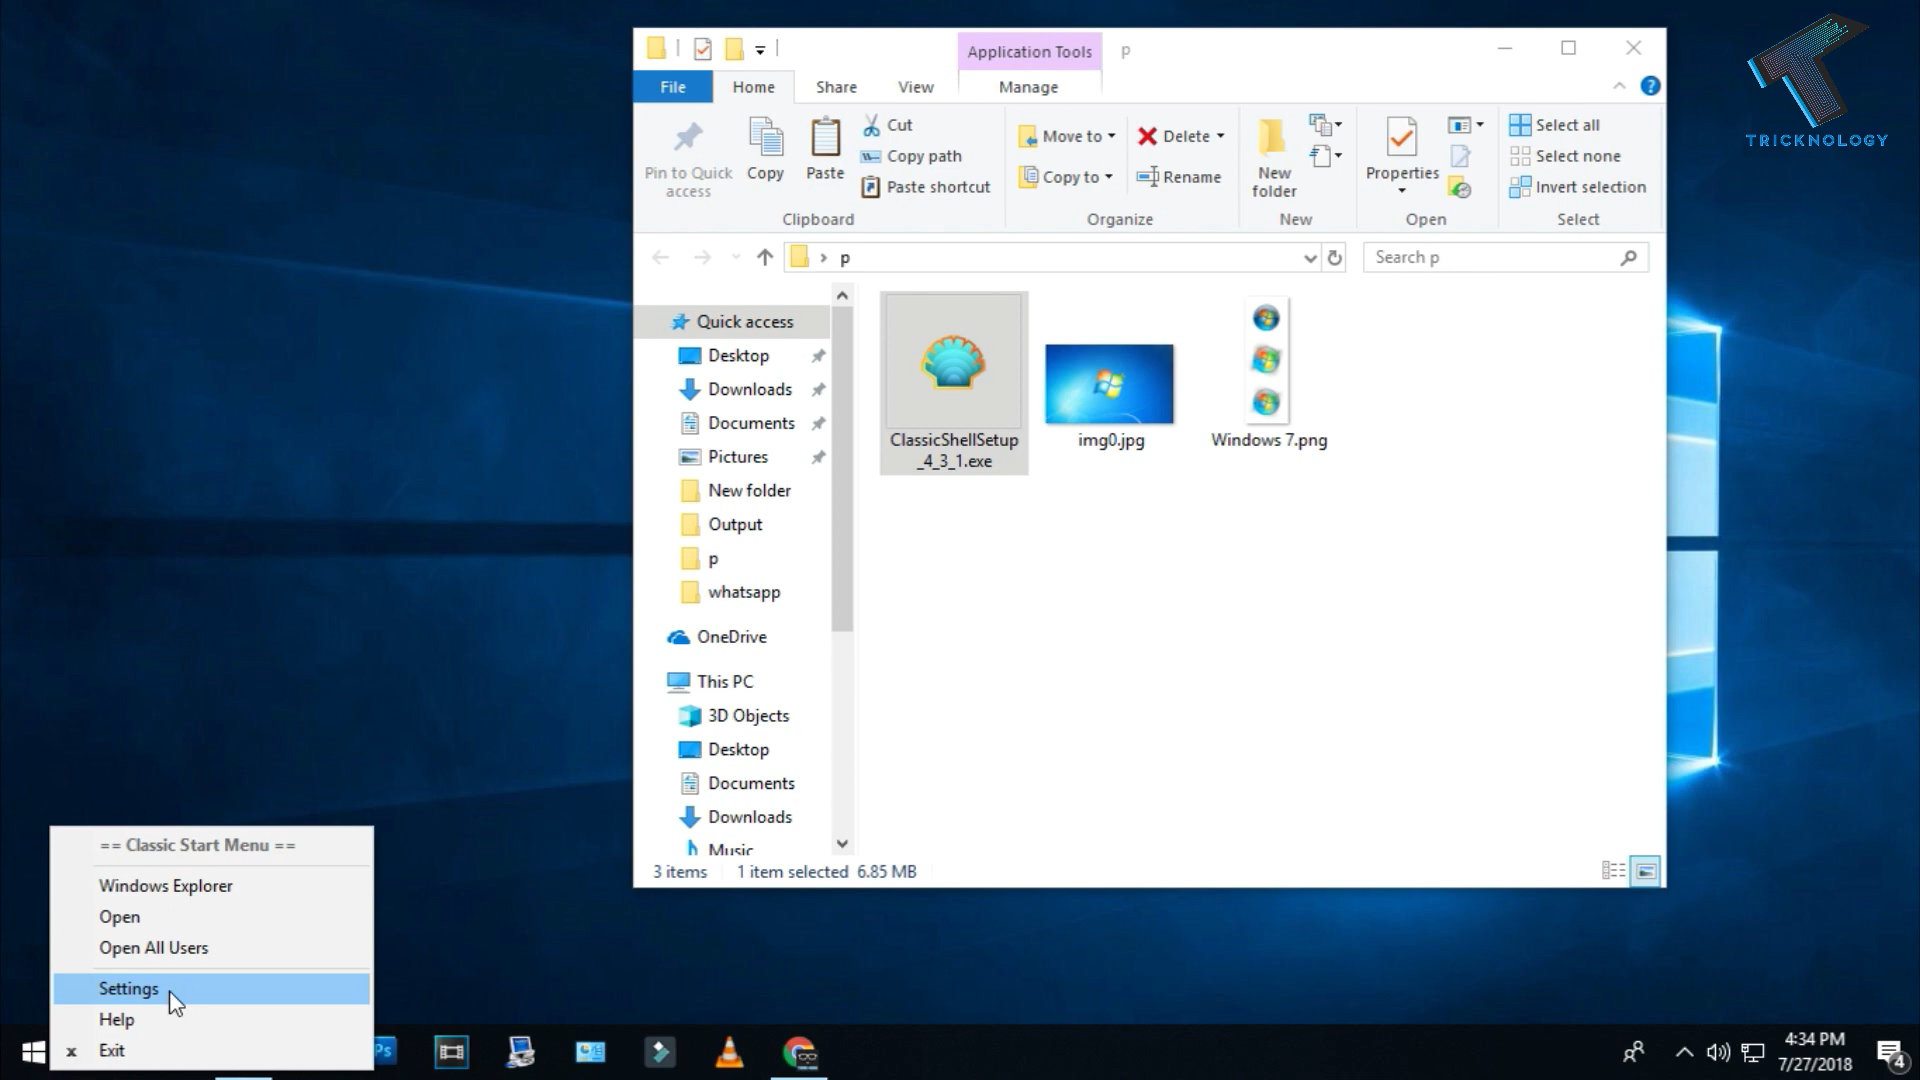 Application Tools
p
File
Home
Share
View
Manage
?
TRICKNOLOGY
Pin to Quick
access
Copy
Paste
Cut
Copy path
Paste shortcut
Clipboard
Move to
Copy to
Delete
Rename
Organize
New
folder
New
Properties
Open
Select all
Select none
Invert selection
Select
p
Search p
Quick access
Desktop
Downloads
Documents
Pictures
New folder
Output
p
whatsapp
OneDrive
This PC
3D Objects
Desktop
Documents
Downloads
Music
ClassicShellSetup
_4_3_1.exe
img0.jpg
Windows 7.png
3 items
1 item selected 6.85 MB
== Classic Start Menu ==
Windows Explorer
Open
Open All Users
Settings
Help
x Exit
Ps
4:34 PM
7/27/2018
4